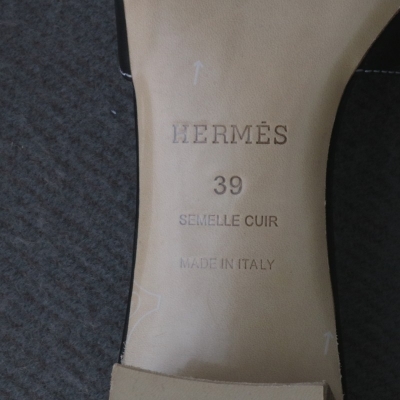 HERMÈS
39
SEMELLE CUIR
MADE IN ITALY